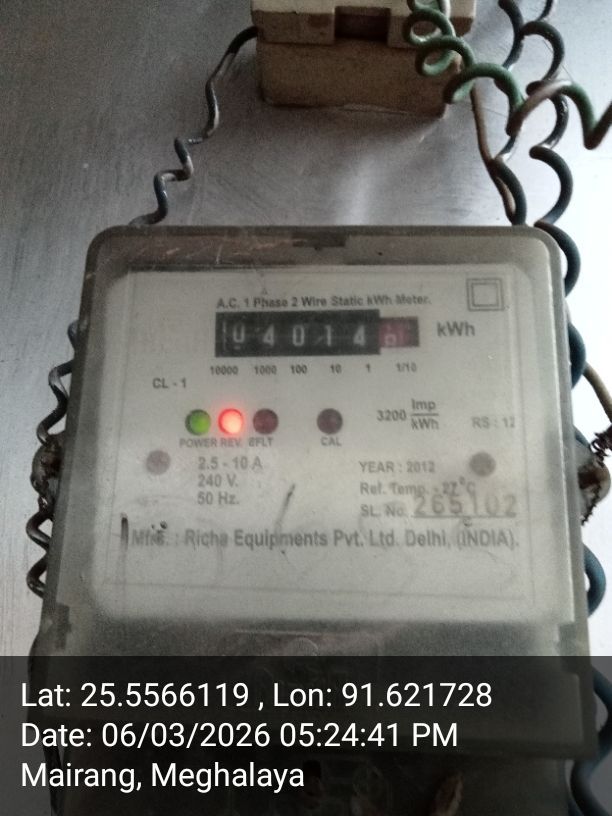 A.C. 1 Phase 2 Wire Static kWh Meter.
04014 kWh
10000 1000 100 10 1 1/10
CL - 1
3200 Imp/kWh
RS : 12
POWER REV. EFLT CAL
2.5 - 10 A
240 V.
50 Hz.
YEAR : 2012
Ref. Temp. - 27°C
SL. No. 265102
Mfrs. : Richa Equipments Pvt. Ltd. Delhi, (INDIA).
Lat: 25.5566119 , Lon: 91.621728
Date: 06/03/2026 05:24:41 PM
Mairang, Meghalaya